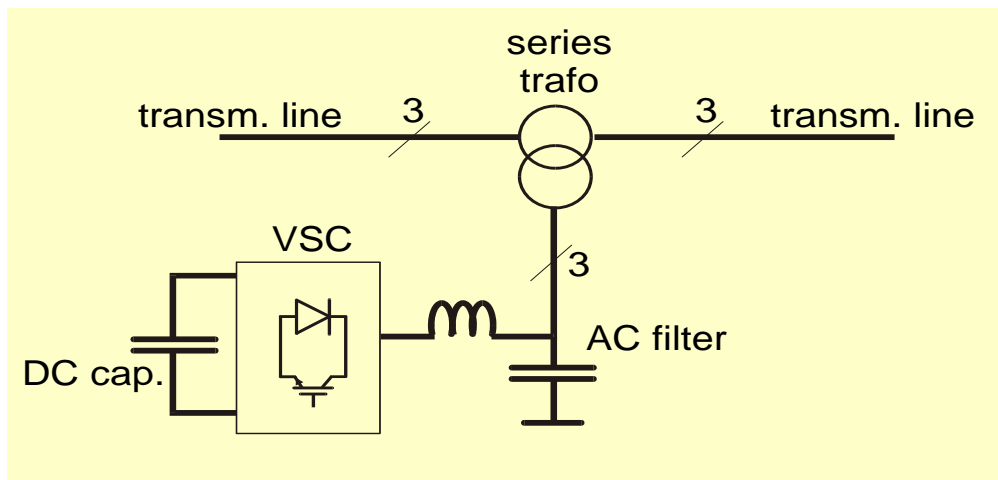 series
trafo
transm. line
3
3
transm. line
VSC
3
AC filter
DC cap.